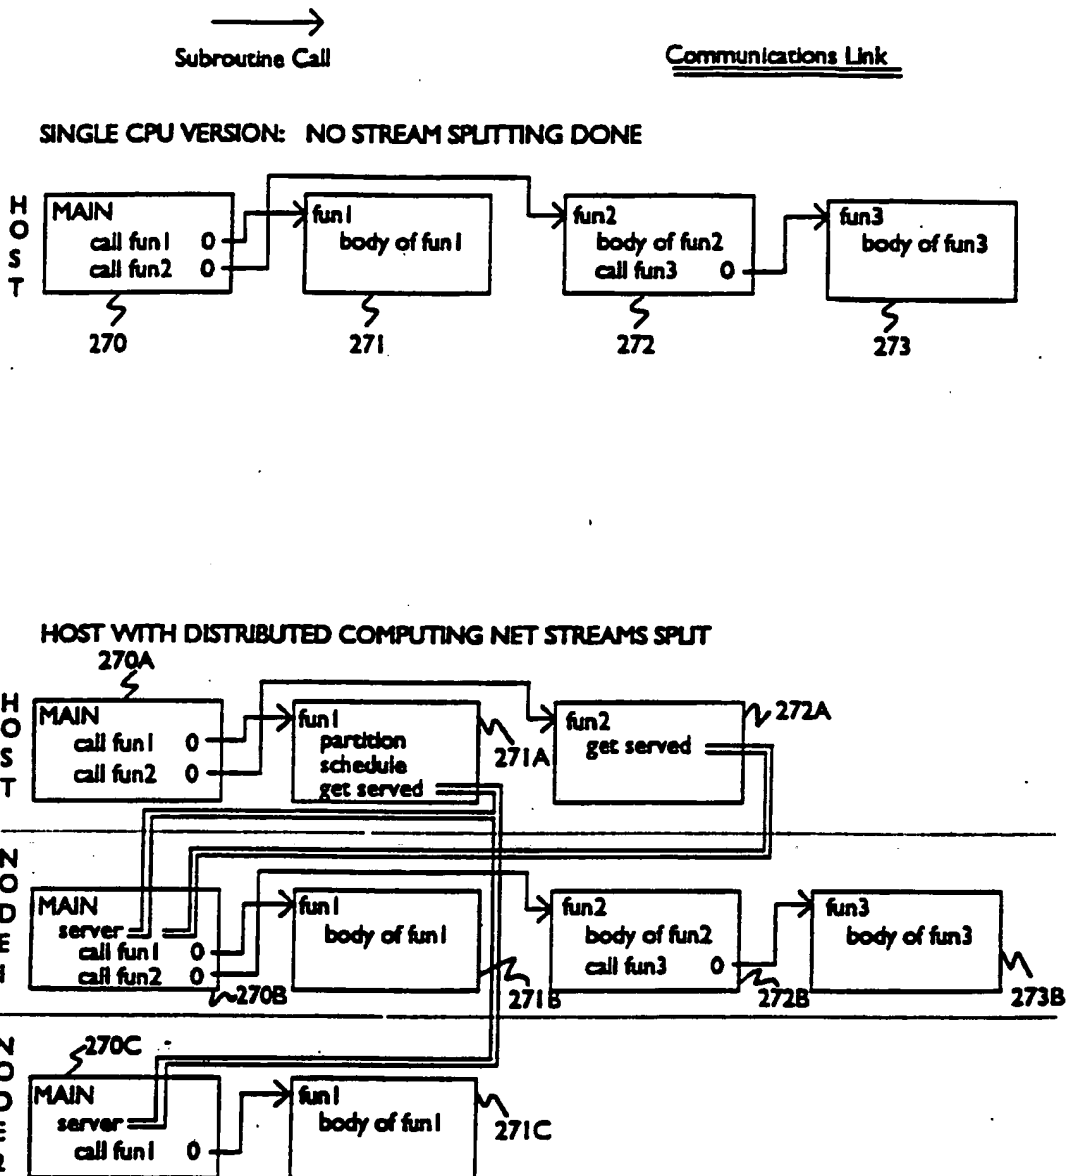 Subroutine Call
Communications Link
SINGLE CPU VERSION: NO STREAM SPLITTING DONE
HOST
MAIN
call fun1 0
call fun2 0
270
fun1
body of fun1
271
fun2
body of fun2
call fun3 0
272
fun3
body of fun3
273
HOST WITH DISTRIBUTED COMPUTING NET STREAMS SPLIT
270A
HOST
MAIN
call fun1 0
call fun2 0
fun1
partition
schedule
get served
271A
fun2
get served
272A
NODE1
MAIN
server
call fun1 0
call fun2 0
270B
fun1
body of fun1
271B
fun2
body of fun2
call fun3 0
272B
fun3
body of fun3
273B
NODE2
270C
MAIN
server
call fun1 0
fun1
body of fun1
271C